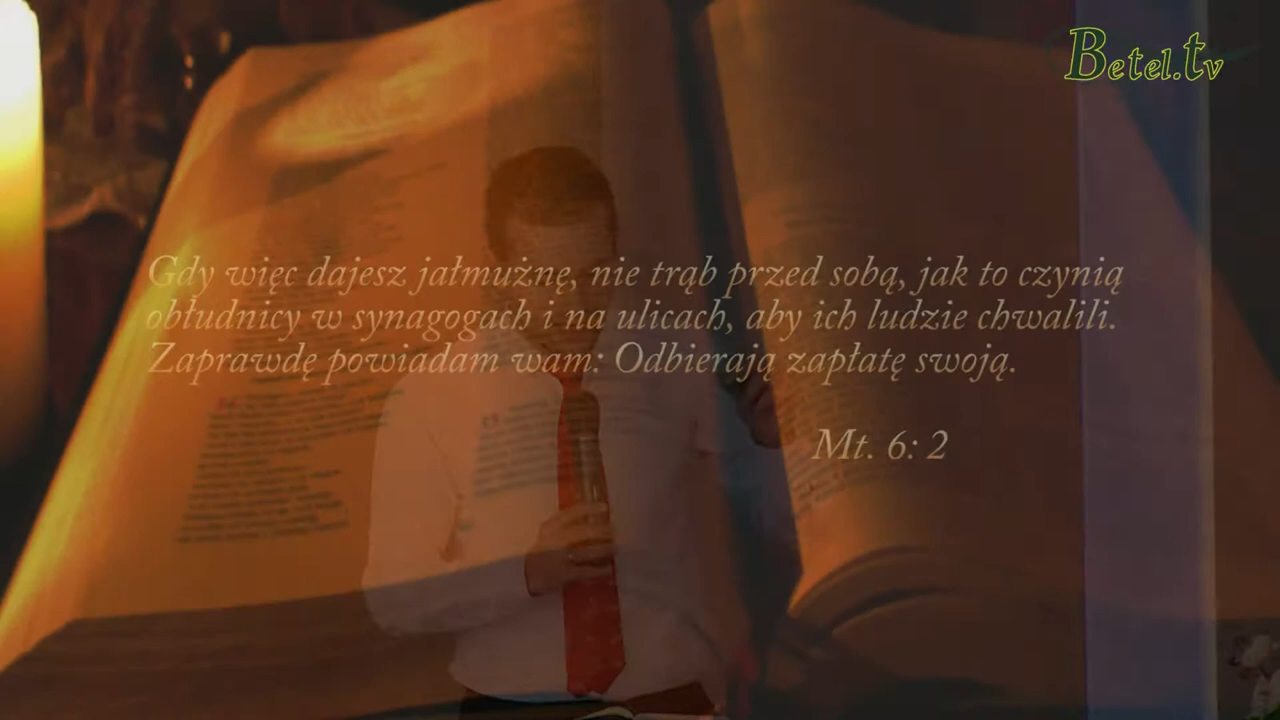 Betel.tv
Gdy więc dajesz jałmużnę, nie trąb przed sobą, jak to czynią
obłudnicy w synagogach i na ulicach, aby ich ludzie chwalili.
Zaprawdę powiadam wam: Odbierają zapłatę swoją.
Mt. 6: 2